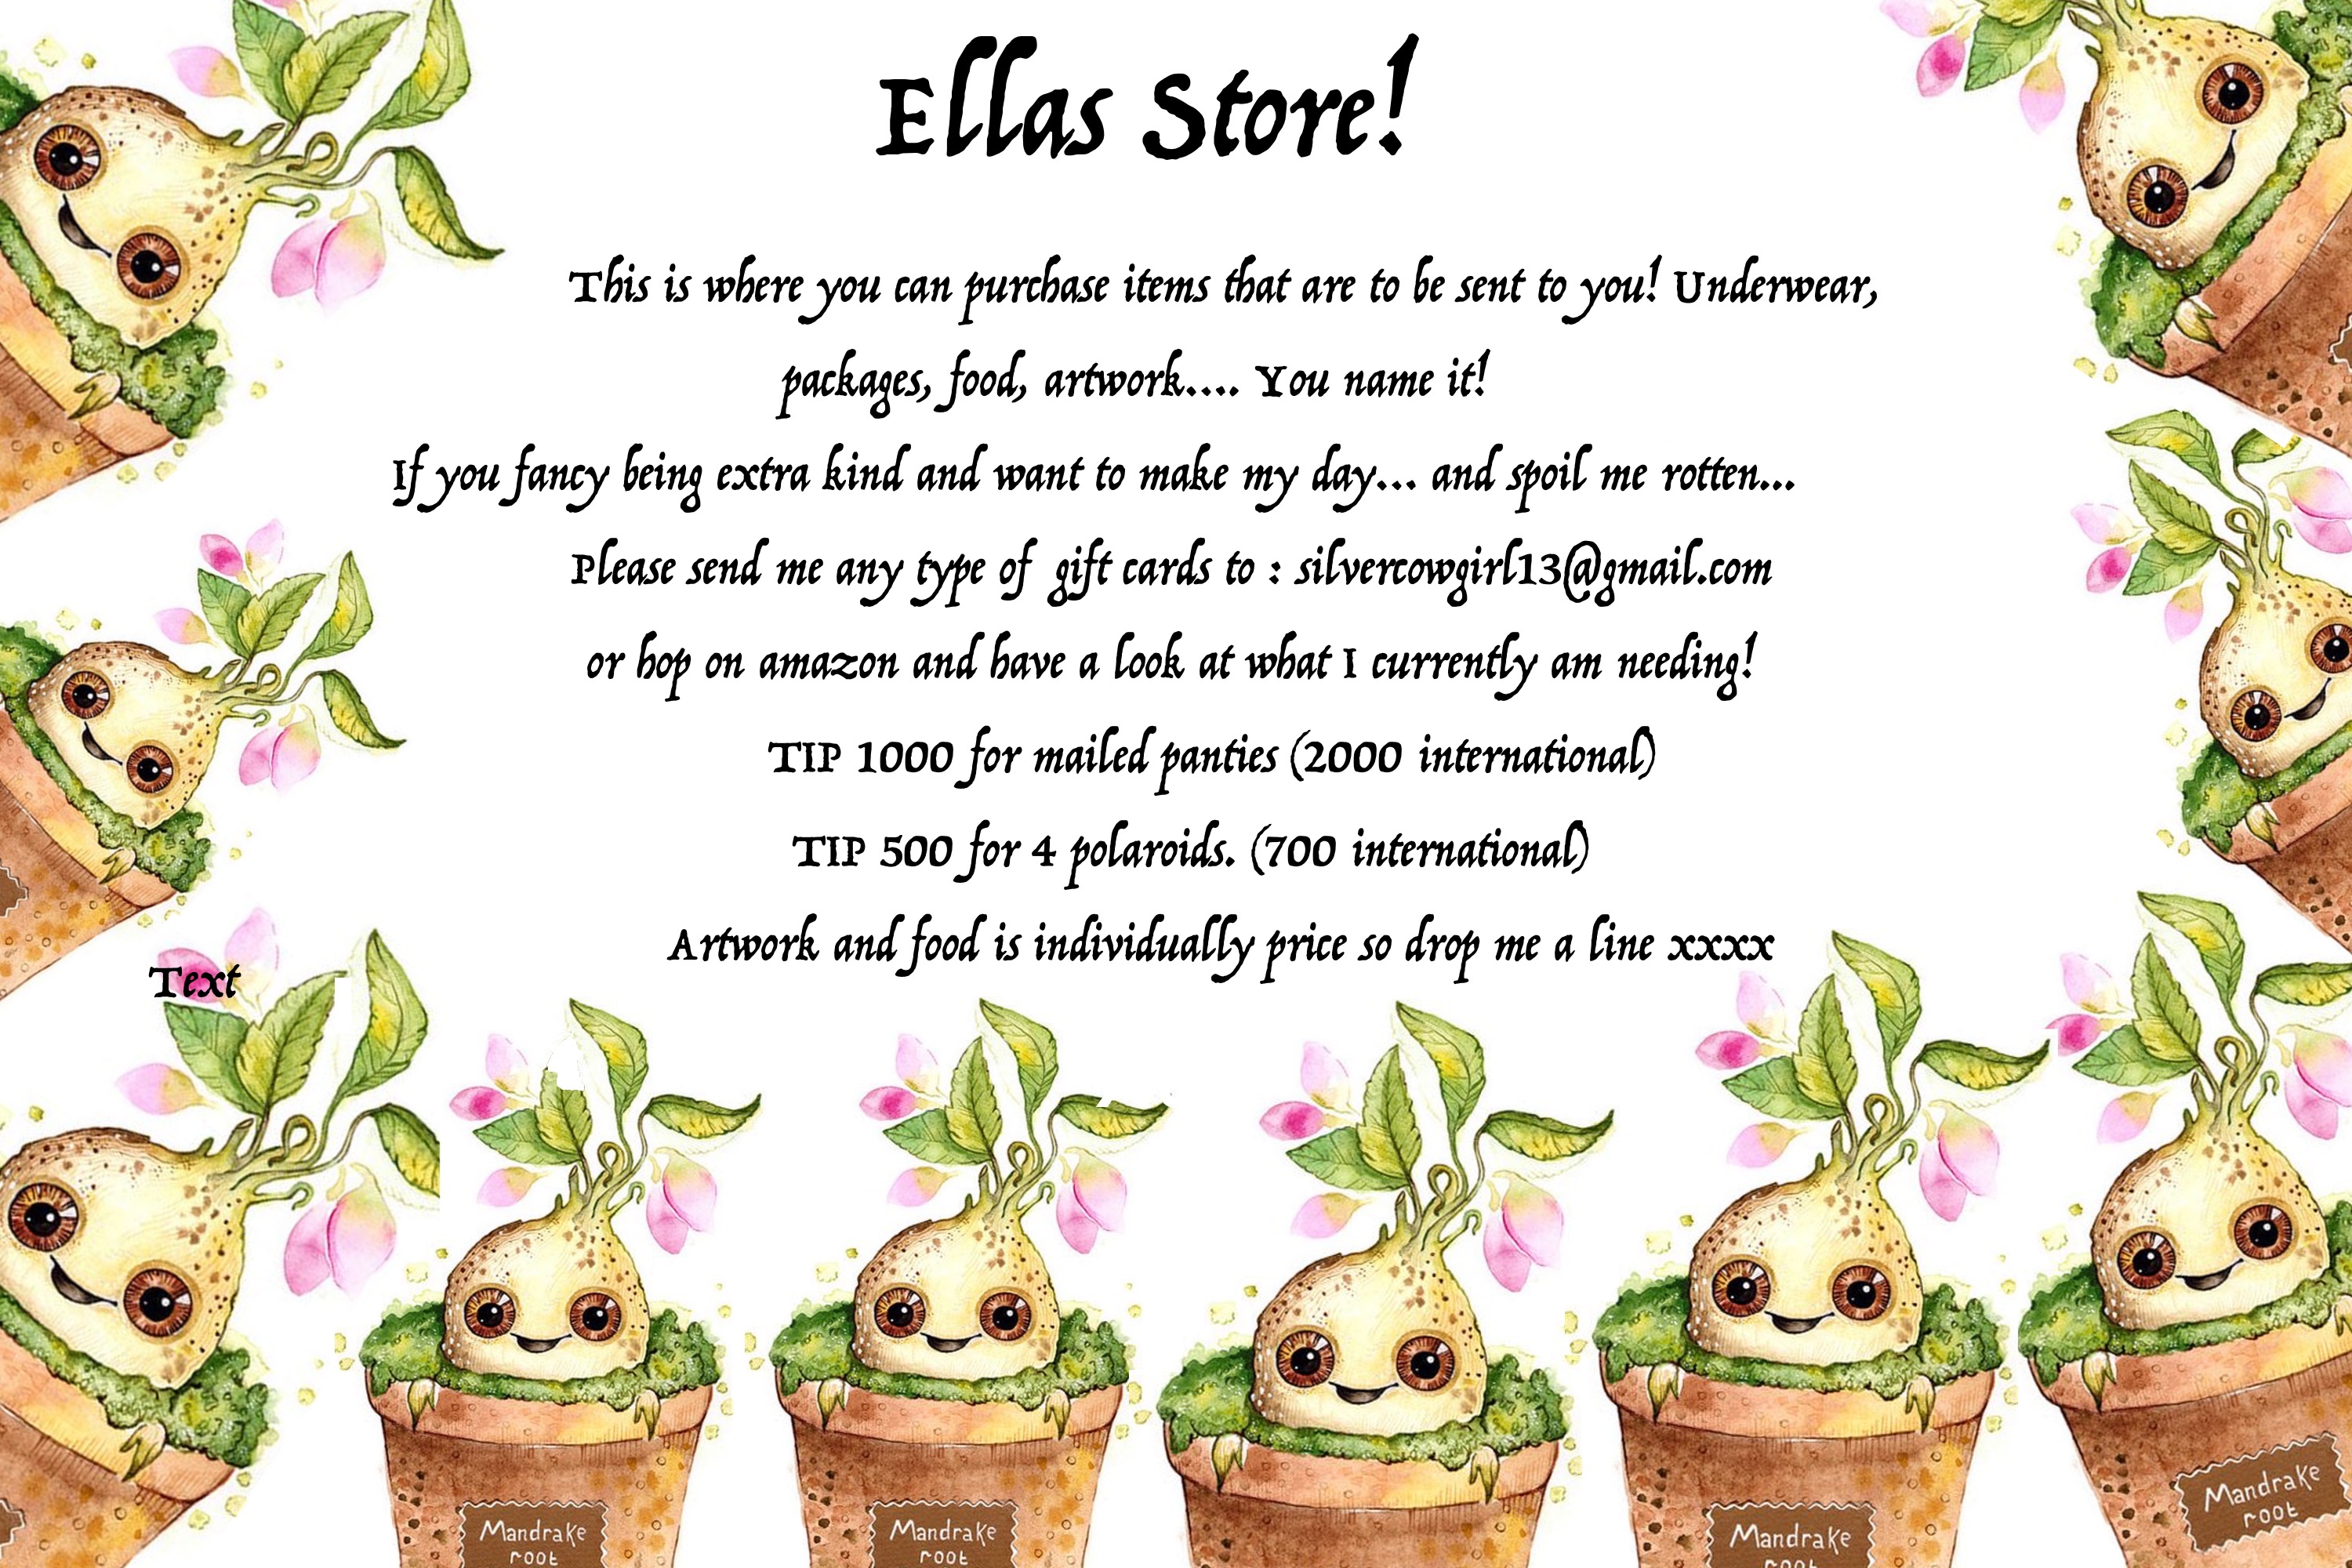 Ellas Store!
This is where you can purchase items that are to be sent to you! Underwear,
packages, food, artwork.... You name it!
If you fancy being extra kind and want to make my day... and spoil me rotten...
Please send me any type of gift cards to : silvercowgirl13@gmail.com
or hop on amazon and have a look at what I currently am needing!
TIP 1000 for mailed panties (2000 international)
TIP 500 for 4 polaroids. (700 international)
Artwork and food is individually price so drop me a line xxxx
Text
Mandrake
root
Mandrake
root
Mandrake
root
Mandrake
root